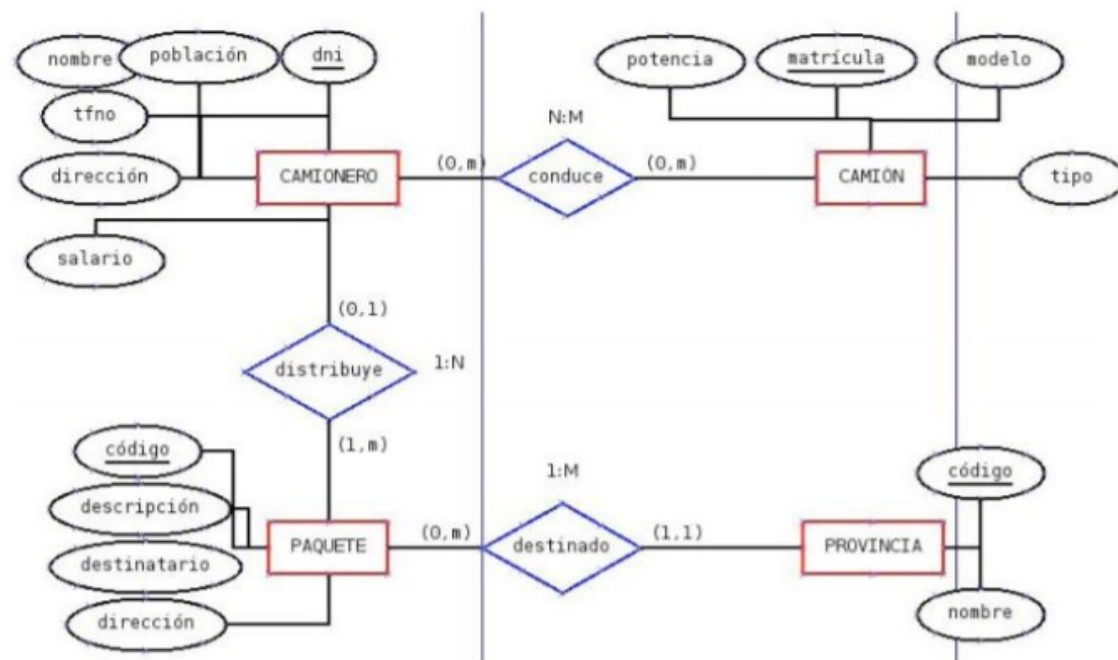 nombre
población
dni
potencia
matrícula
modelo
tfno
N:M
dirección
CAMIONERO
(0,m)
conduce
(0,m)
CAMIÓN
tipo
salario
(0,1)
distribuye
1:N
código
(1,m)
1:M
código
descripción
PAQUETE
(0,m)
destinado
(1,1)
PROVINCIA
destinatario
dirección
nombre